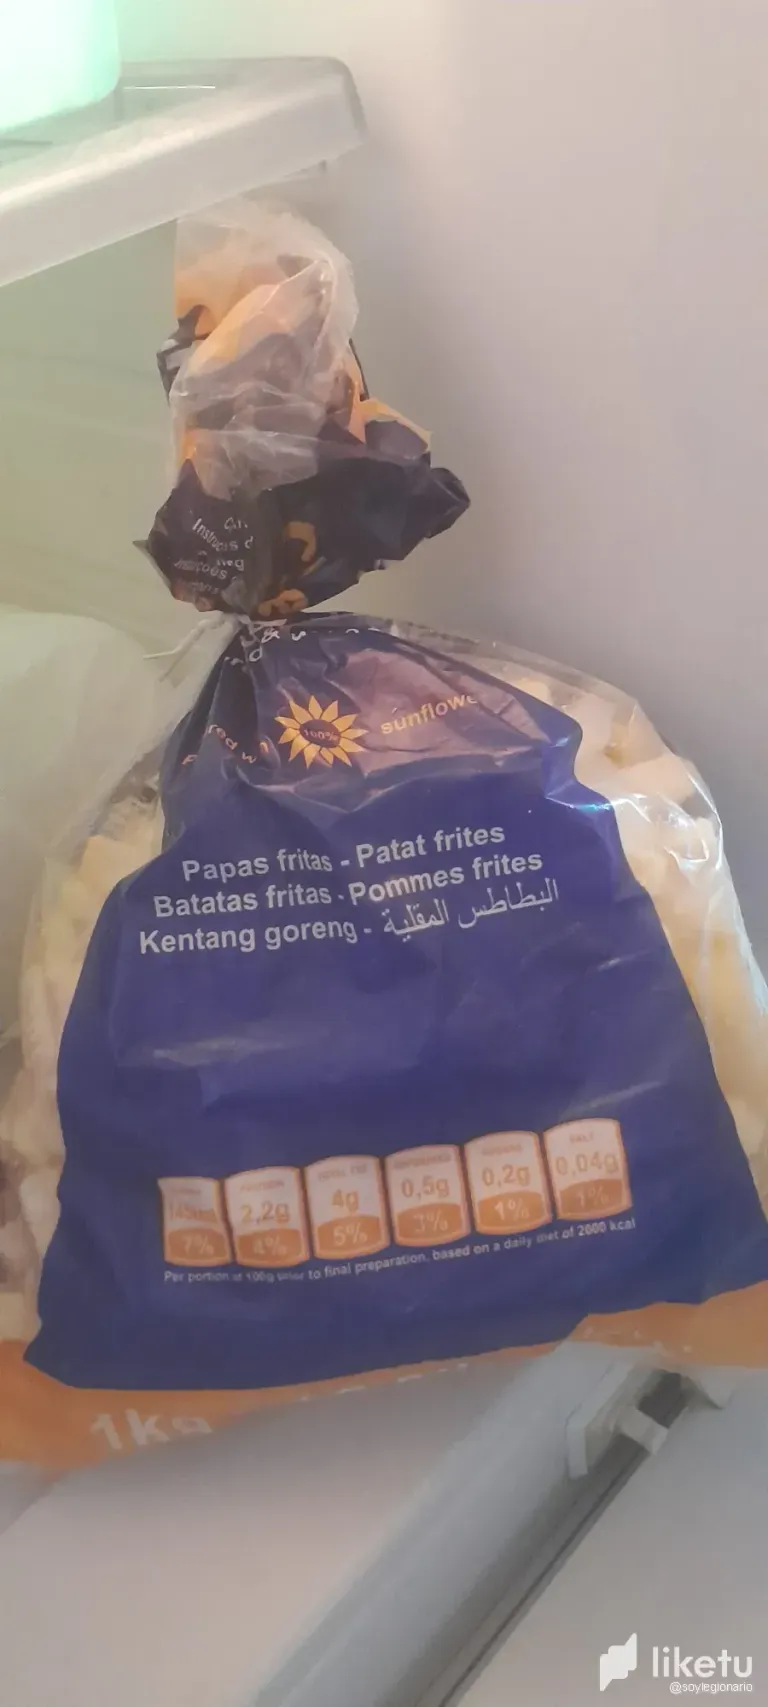 100%
sunflowe
Papas fritas - Patat frites
Batatas fritas - Pommes frites
Kentang goreng - البطاطس المقلية
2,2g 4g 0,5g 0,2g 0,04g
7% 4% 5% 3% 1% 1%
Per portion of 100g prior to final preparation, based on a daily diet of 2000 kcal
1kg
liketu
@soylegionario